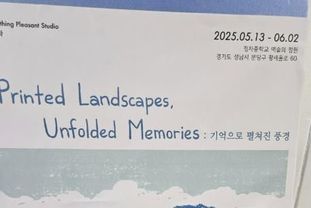 thing Pleasant Studio
2025.05.13 - 06.02
정자중학교 예술의 정원
경기도 성남시 분당구 황새울로 60
Printed Landscapes,
Unfolded Memories : 기억으로 펼쳐진 풍경